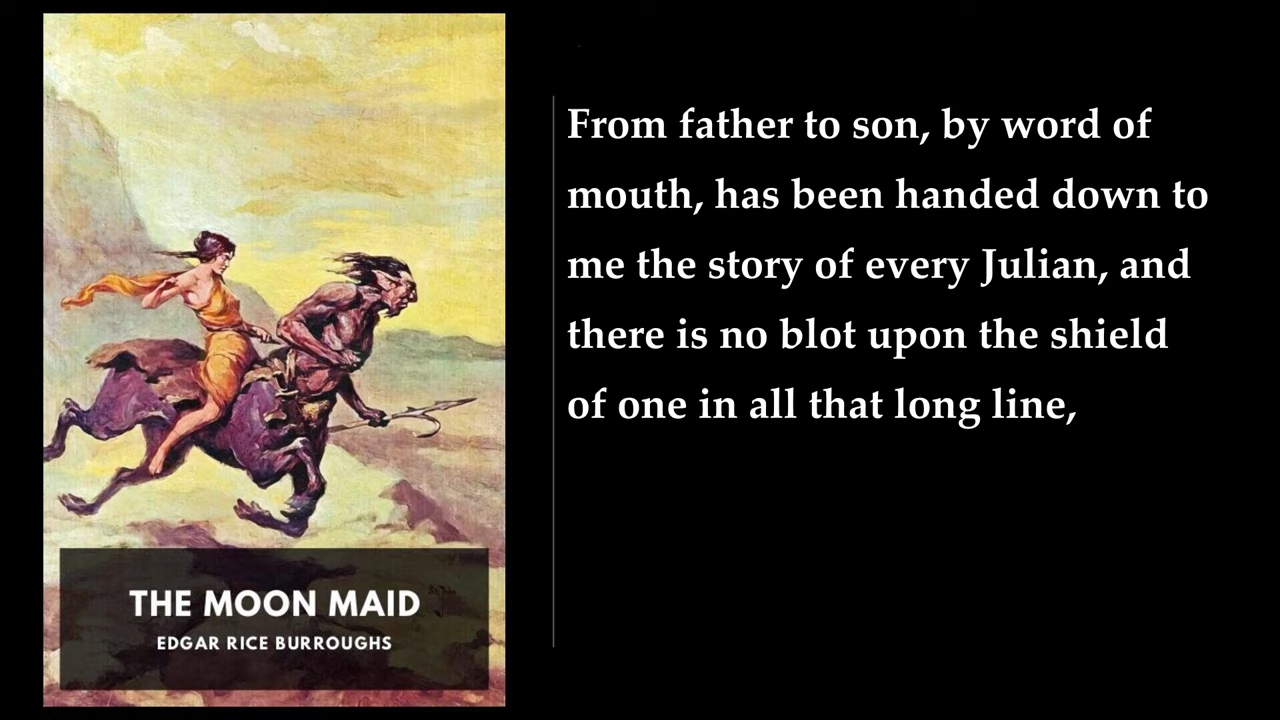 THE MOON MAID
EDGAR RICE BURROUGHS
From father to son, by word of
mouth, has been handed down to
me the story of every Julian, and
there is no blot upon the shield
of one in all that long line,